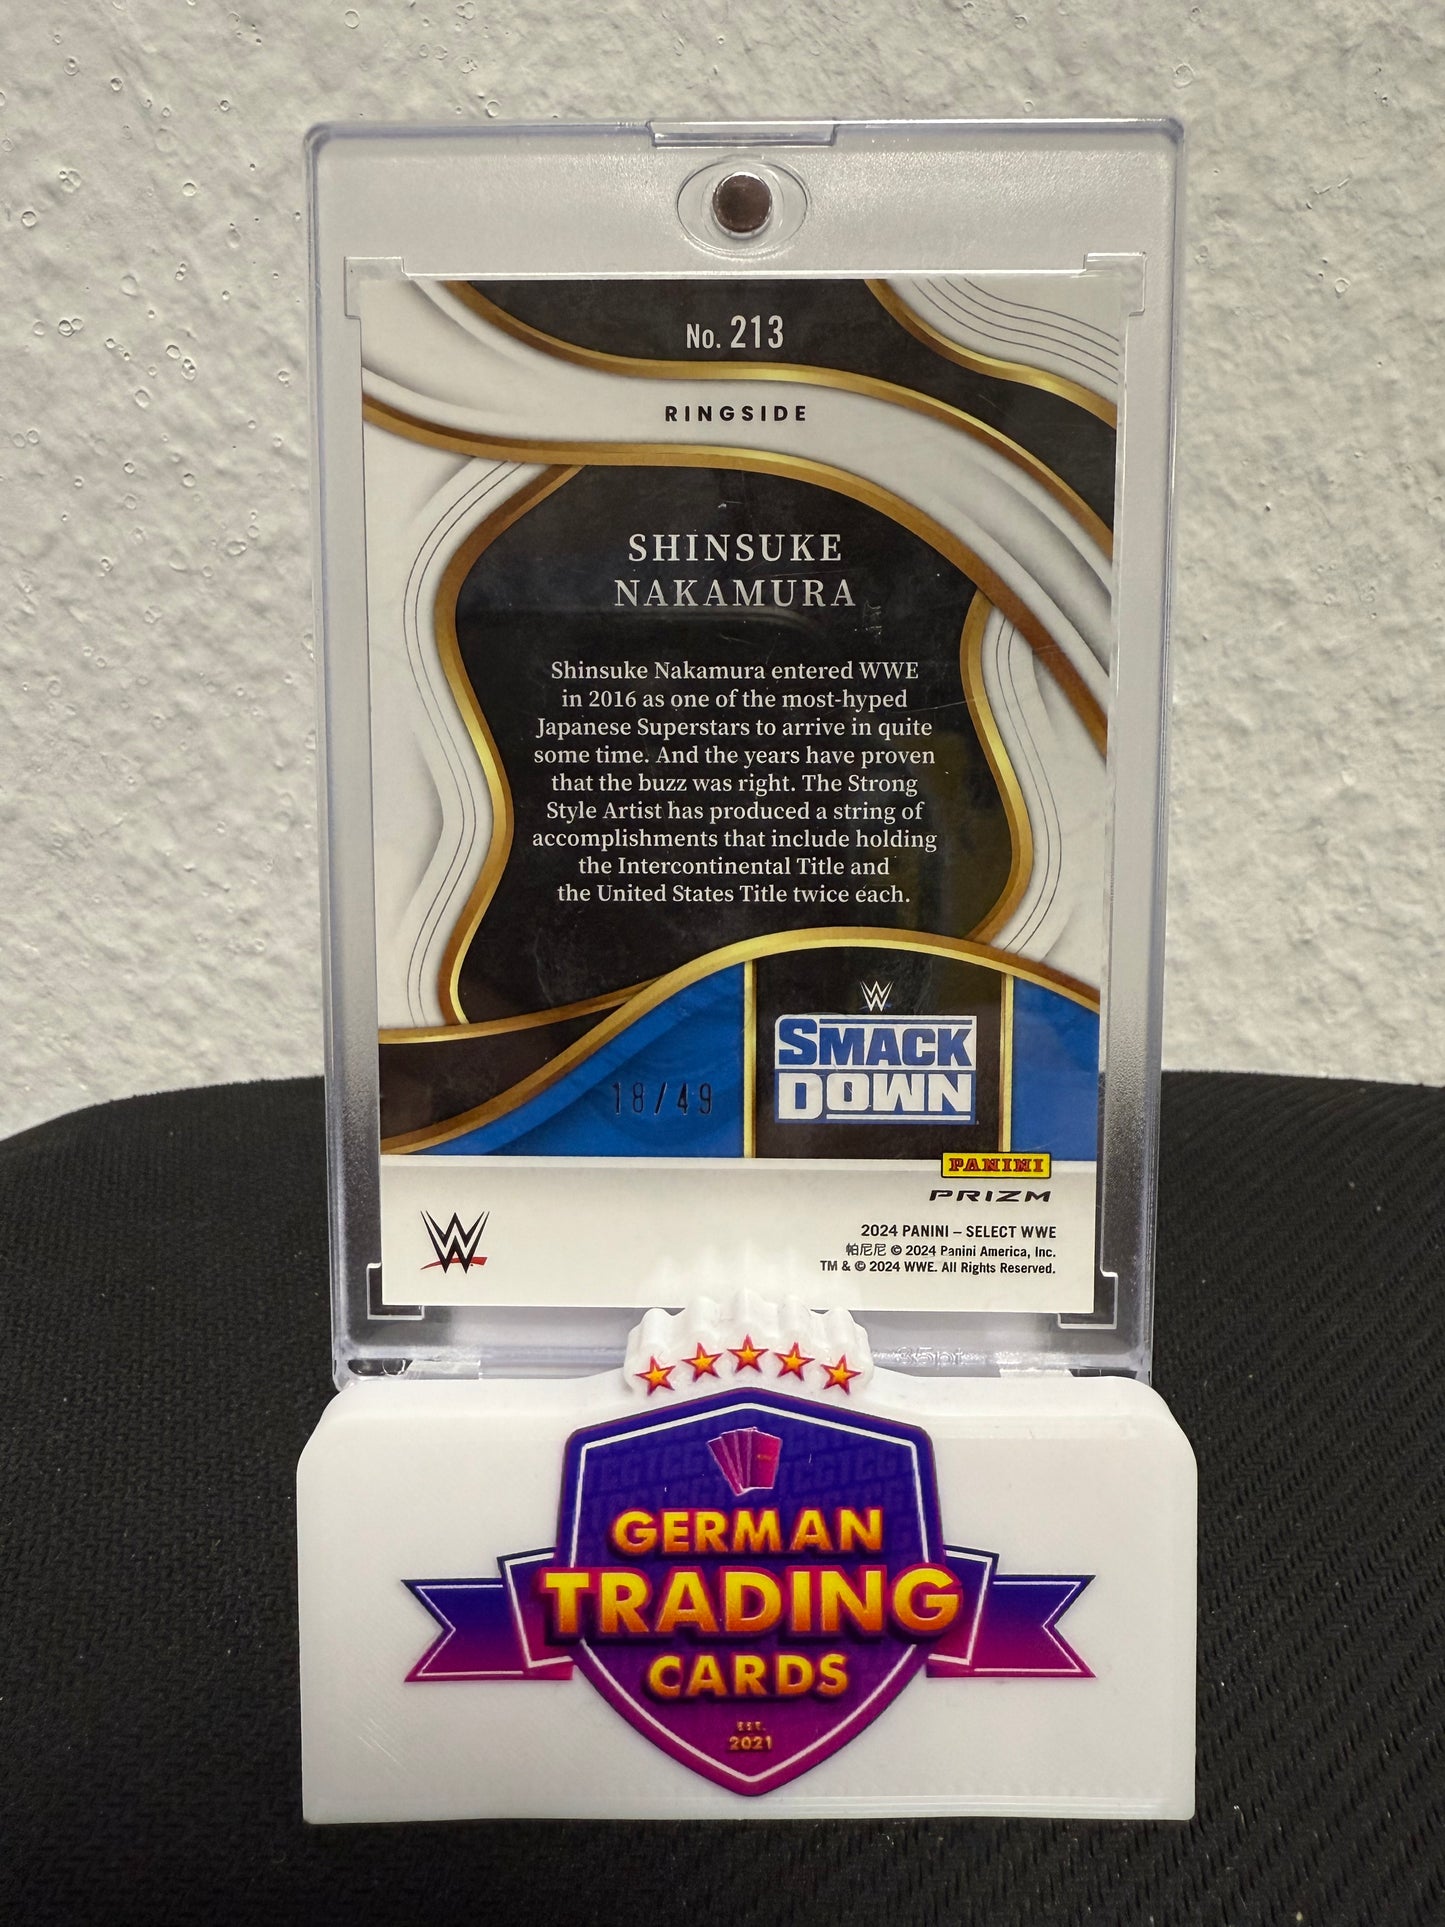 No. 213
RINGSIDE
SHINSUKE
NAKAMURA
Shinsuke Nakamura entered WWE
in 2016 as one of the most-hyped
Japanese Superstars to arrive in quite
some time. And the years have proven
that the buzz was right. The Strong
Style Artist has produced a string of
accomplishments that include holding
the Intercontinental Title and
the United States Title twice each.
W
SMACK
DOWN
18/49
PANINI
PRIZM
W
2024 PANINI – SELECT WWE
帕尼尼 © 2024 Panini America, Inc.
TM & © 2024 WWE. All Rights Reserved.
35pt
GERMAN
TRADING
CARDS
EST.
2021